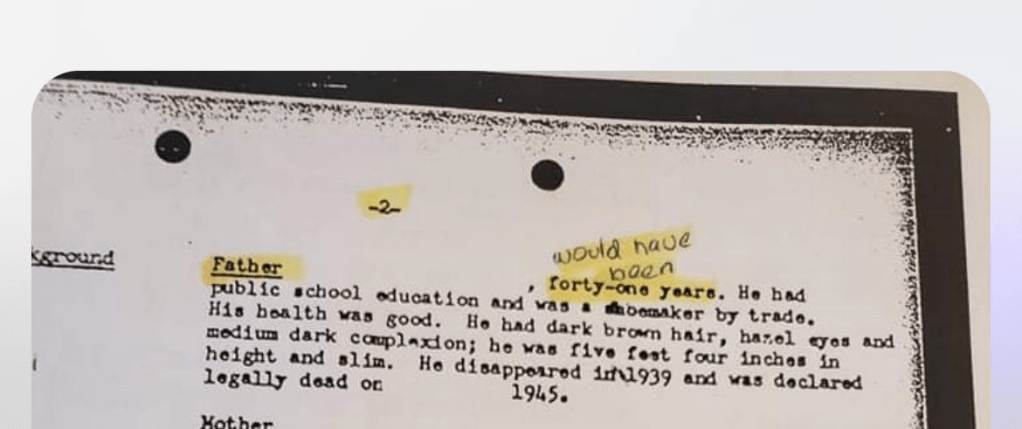 -2-
kground
would have
been
Father
, forty-one years. He had
public school education and was a shoemaker by trade.
His health was good. He had dark brown hair, hazel eyes and
medium dark complexion; he was five feet four inches in
height and slim. He disappeared in 1939 and was declared
legally dead on 1945.
Mother